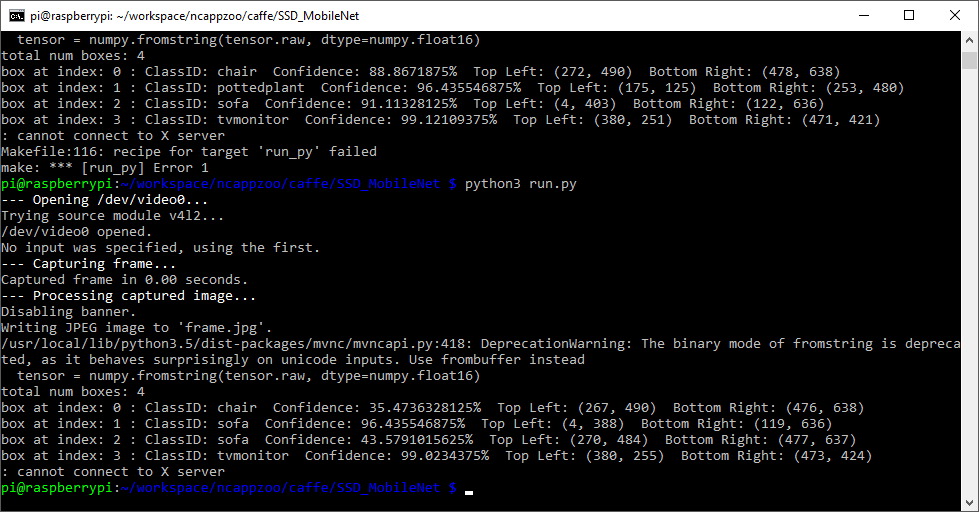 pi@raspberrypi: ~/workspace/ncappzoo/caffe/SSD_MobileNet
  tensor = numpy.fromstring(tensor.raw, dtype=numpy.float16)
total num boxes: 4
box at index: 0 : ClassID: chair  Confidence: 88.8671875%  Top Left: (272, 490)  Bottom Right: (478, 638)
box at index: 1 : ClassID: pottedplant  Confidence: 96.435546875%  Top Left: (175, 125)  Bottom Right: (253, 480)
box at index: 2 : ClassID: sofa  Confidence: 91.11328125%  Top Left: (4, 403)  Bottom Right: (122, 636)
box at index: 3 : ClassID: tvmonitor  Confidence: 99.12109375%  Top Left: (380, 251)  Bottom Right: (471, 421)
: cannot connect to X server
Makefile:116: recipe for target 'run_py' failed
make: *** [run_py] Error 1
pi@raspberrypi:~/workspace/ncappzoo/caffe/SSD_MobileNet $ python3 run.py
--- Opening /dev/video0...
Trying source module v4l2...
/dev/video0 opened.
No input was specified, using the first.
--- Capturing frame...
Captured frame in 0.00 seconds.
--- Processing captured image...
Disabling banner.
Writing JPEG image to 'frame.jpg'.
/usr/local/lib/python3.5/dist-packages/mvnc/mvncapi.py:418: DeprecationWarning: The binary mode of fromstring is depreca
ted, as it behaves surprisingly on unicode inputs. Use frombuffer instead
  tensor = numpy.fromstring(tensor.raw, dtype=numpy.float16)
total num boxes: 4
box at index: 0 : ClassID: chair  Confidence: 35.4736328125%  Top Left: (267, 490)  Bottom Right: (476, 638)
box at index: 1 : ClassID: sofa  Confidence: 96.435546875%  Top Left: (4, 388)  Bottom Right: (119, 636)
box at index: 2 : ClassID: sofa  Confidence: 43.5791015625%  Top Left: (270, 484)  Bottom Right: (477, 637)
box at index: 3 : ClassID: tvmonitor  Confidence: 99.0234375%  Top Left: (380, 255)  Bottom Right: (473, 424)
: cannot connect to X server
pi@raspberrypi:~/workspace/ncappzoo/caffe/SSD_MobileNet $